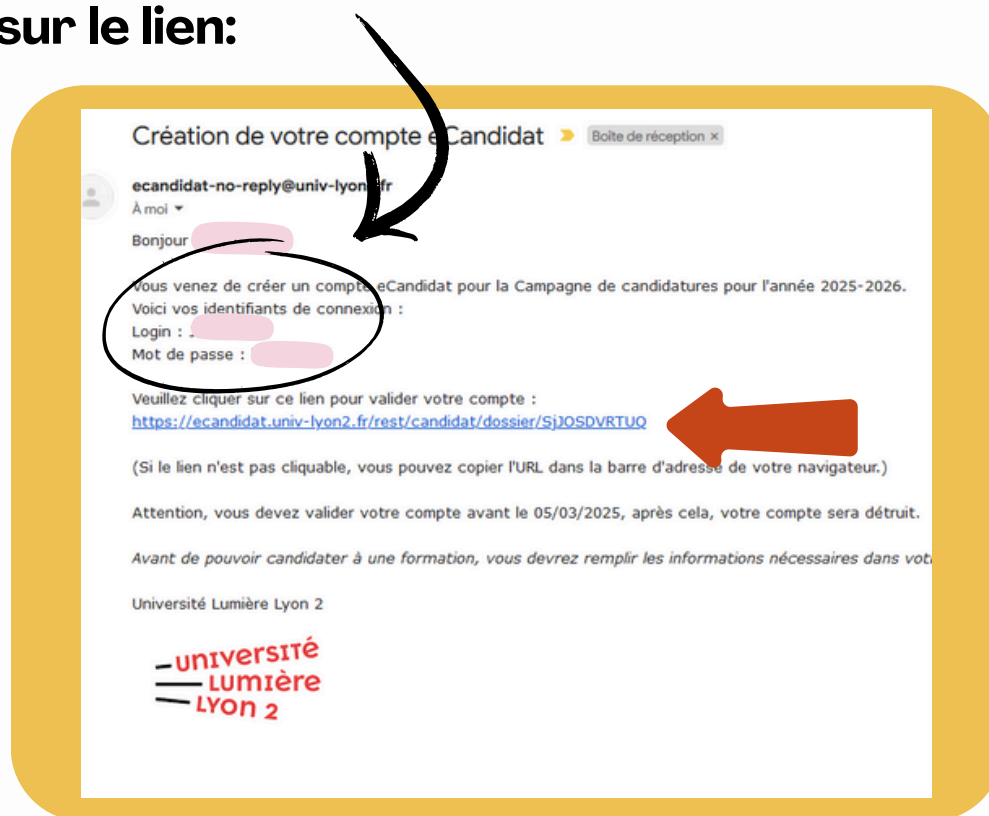 sur le lien:
Création de votre compte eCandidat Boîte de réception ×
ecandidat-no-reply@univ-lyon fr
À moi
Bonjour
Vous venez de créer un compte eCandidat pour la Campagne de candidatures pour l'année 2025-2026.
Voici vos identifiants de connexion :
Login :
Mot de passe :
Veuillez cliquer sur ce lien pour valider votre compte :
https://ecandidat.univ-lyon2.fr/rest/candidat/dossier/SjJOSDVRTUQ
(Si le lien n'est pas cliquable, vous pouvez copier l'URL dans la barre d'adresse de votre navigateur.)
Attention, vous devez valider votre compte avant le 05/03/2025, après cela, votre compte sera détruit.
Avant de pouvoir candidater à une formation, vous devrez remplir les informations nécessaires dans
Université Lumière Lyon 2
université
Lumière
Lyon 2